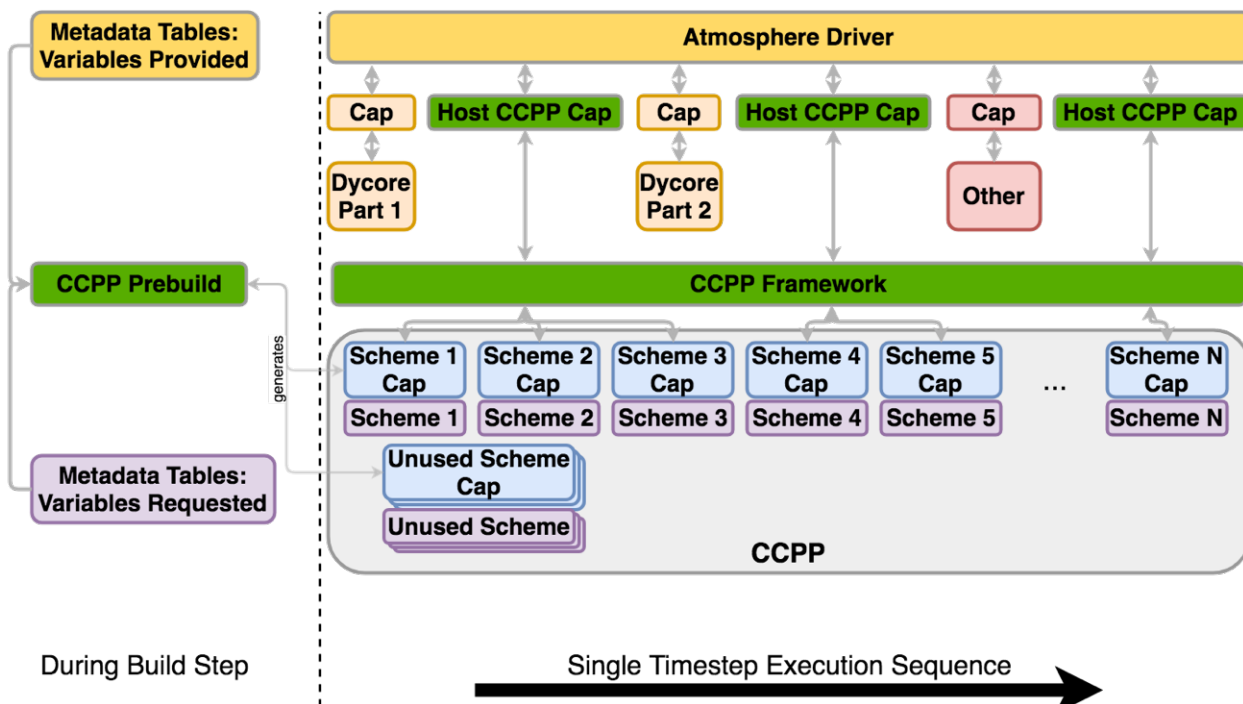 Metadata Tables:
Variables Provided
Atmosphere Driver
Cap
Host CCPP Cap
Cap
Host CCPP Cap
Cap
Host CCPP Cap
Dycore
Part 1
Dycore
Part 2
Other
CCPP Prebuild
CCPP Framework
generates
Scheme 1
Cap
Scheme 2
Cap
Scheme 3
Cap
Scheme 4
Cap
Scheme 5
Cap
...
Scheme N
Cap
Scheme 1
Scheme 2
Scheme 3
Scheme 4
Scheme 5
Scheme N
Metadata Tables:
Variables Requested
Unused Scheme
Cap
Unused Scheme
CCPP
During Build Step
Single Timestep Execution Sequence